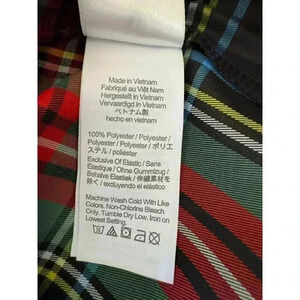 Made in Vietnam
Fabriqué au Viêt Nam
Hergestellt in Vietnam
Vervaardigd in Vietnam
ベトナム製
hecho en vietnam
100% Polyester / Polyester
/ Polyester / Polyester / ポリエ
ステル / poliéster
Exclusive Of Elastic / Sans
Élastique / Ohne Gummizug /
Behalve Elastiek / 伸縮素材を
除く / excluyendo el elástico
Machine Wash Cold With Like
Colors. Non-Chlorine Bleach
Only. Tumble Dry Low. Iron on
Lowest Setting.